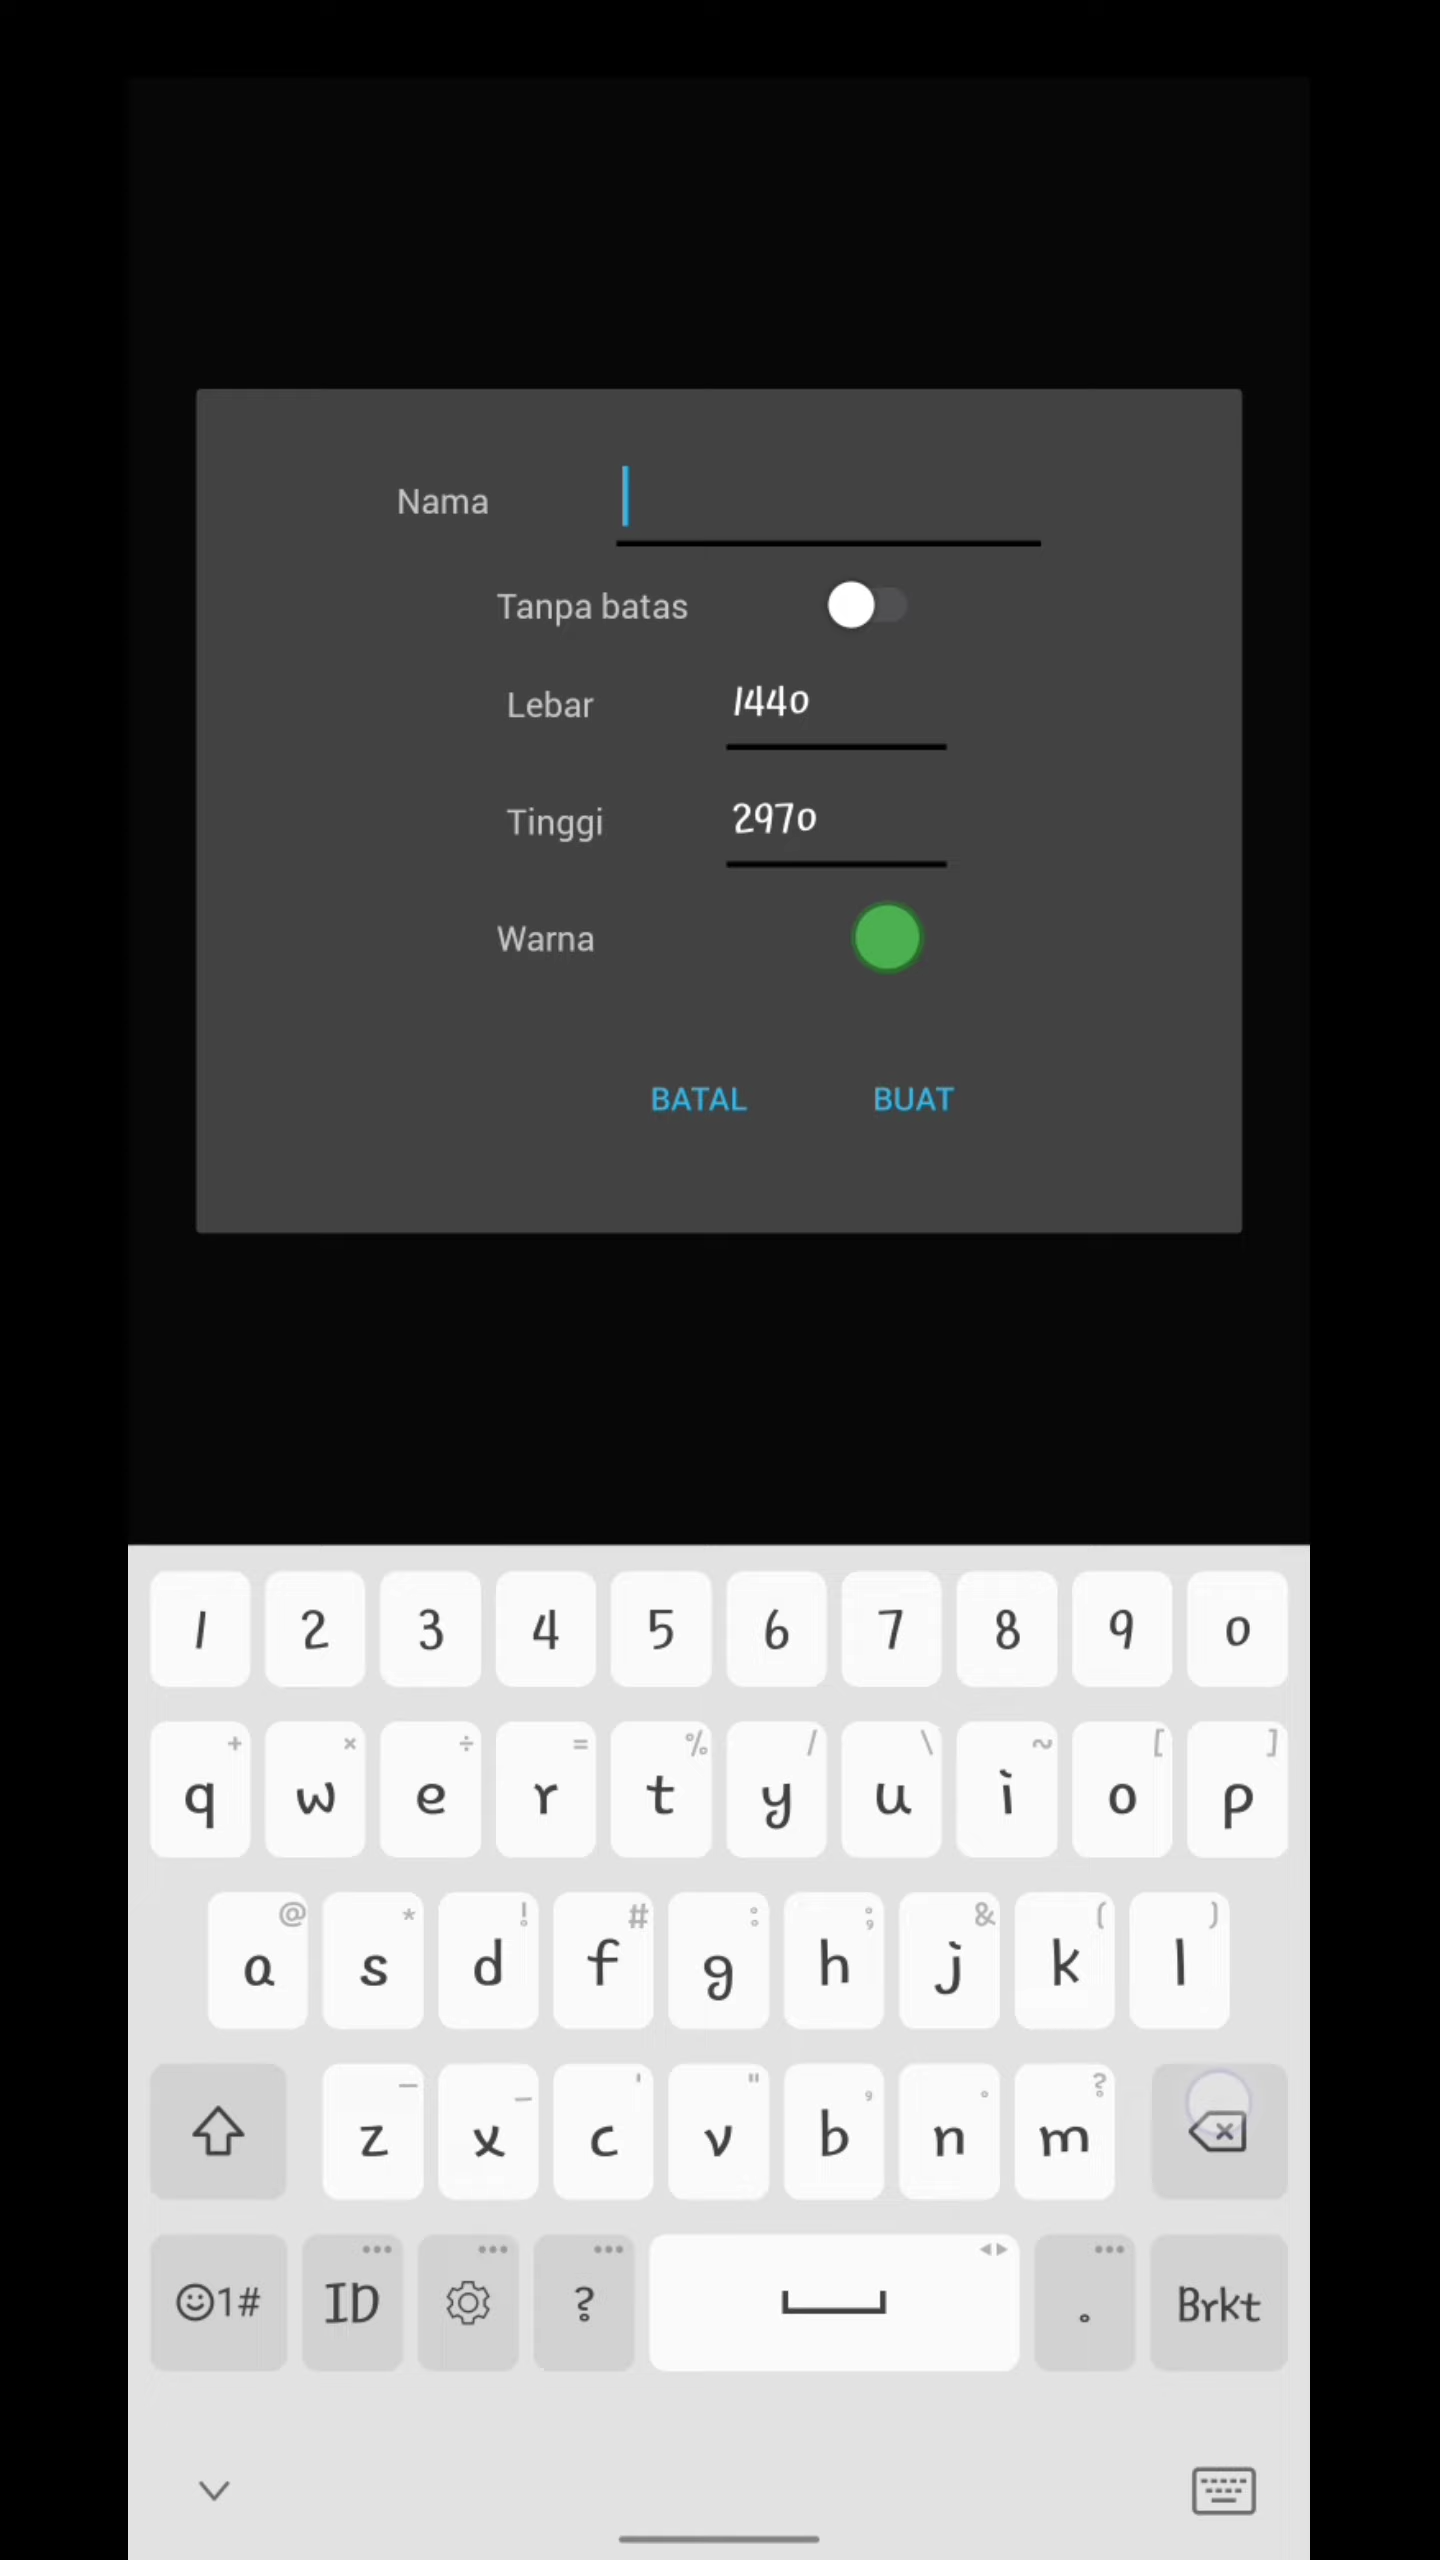 Nama
Tanpa batas
Lebar 1440
Tinggi 2970
Warna
BATAL BUAT
1 2 3 4 5 6 7 8 9 0
+ × ÷ = % / \ ~ [ ]
q w e r t y u i o p
@ * ! # : ; & ( )
a s d f g h j k l
— _ ' " , . ?
z x c v b n m
1# ID ? . Brkt